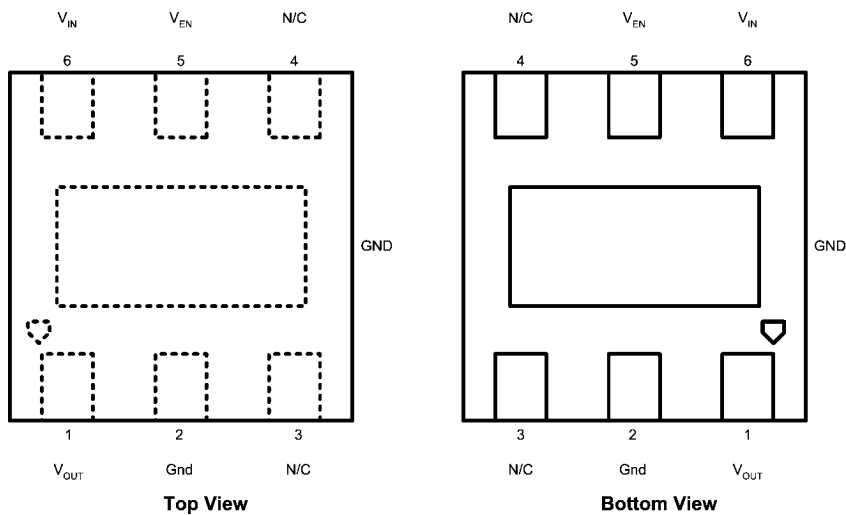 V_IN V_EN N/C N/C V_EN V_IN
6 5 4 4 5 6
GND GND
1 2 3 3 2 1
V_OUT Gnd N/C N/C Gnd V_OUT
Top View Bottom View